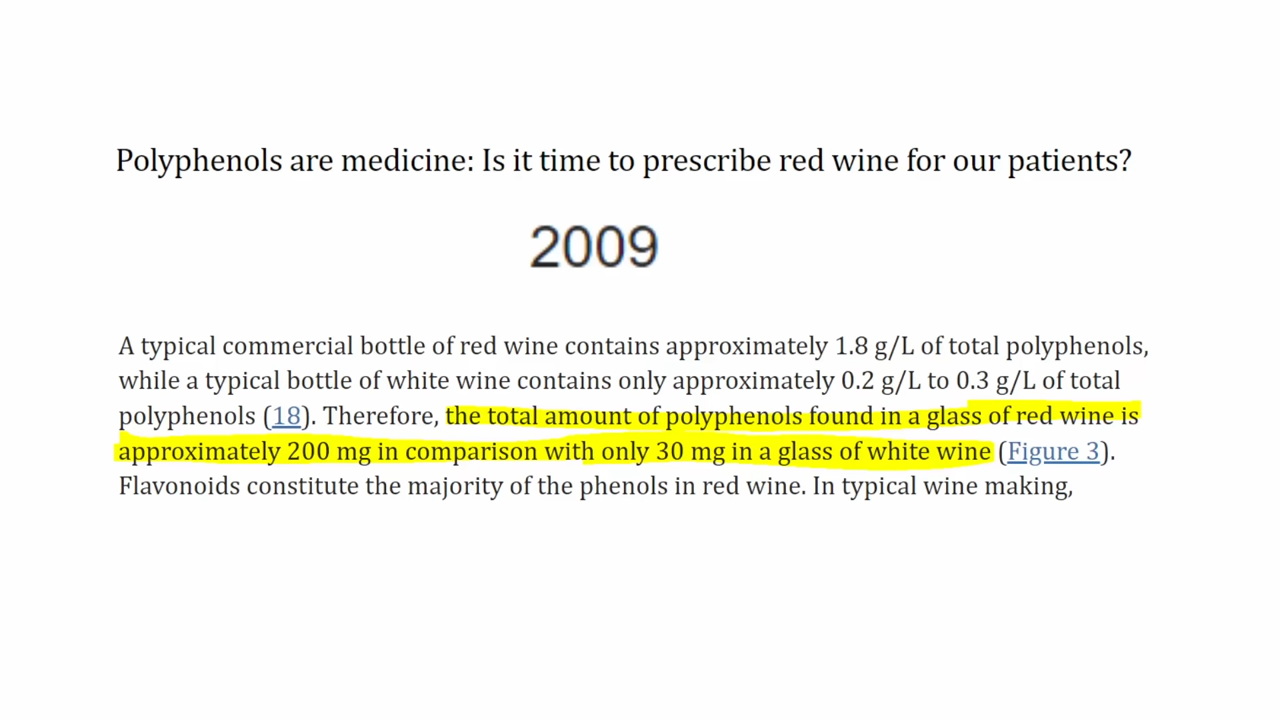 Polyphenols are medicine: Is it time to prescribe red wine for our patients?
2009
A typical commercial bottle of red wine contains approximately 1.8 g/L of total polyphenols,
while a typical bottle of white wine contains only approximately 0.2 g/L to 0.3 g/L of total
polyphenols (18). Therefore, the total amount of polyphenols found in a glass of red wine is
approximately 200 mg in comparison with only 30 mg in a glass of white wine (Figure 3).
Flavonoids constitute the majority of the phenols in red wine. In typical wine making,